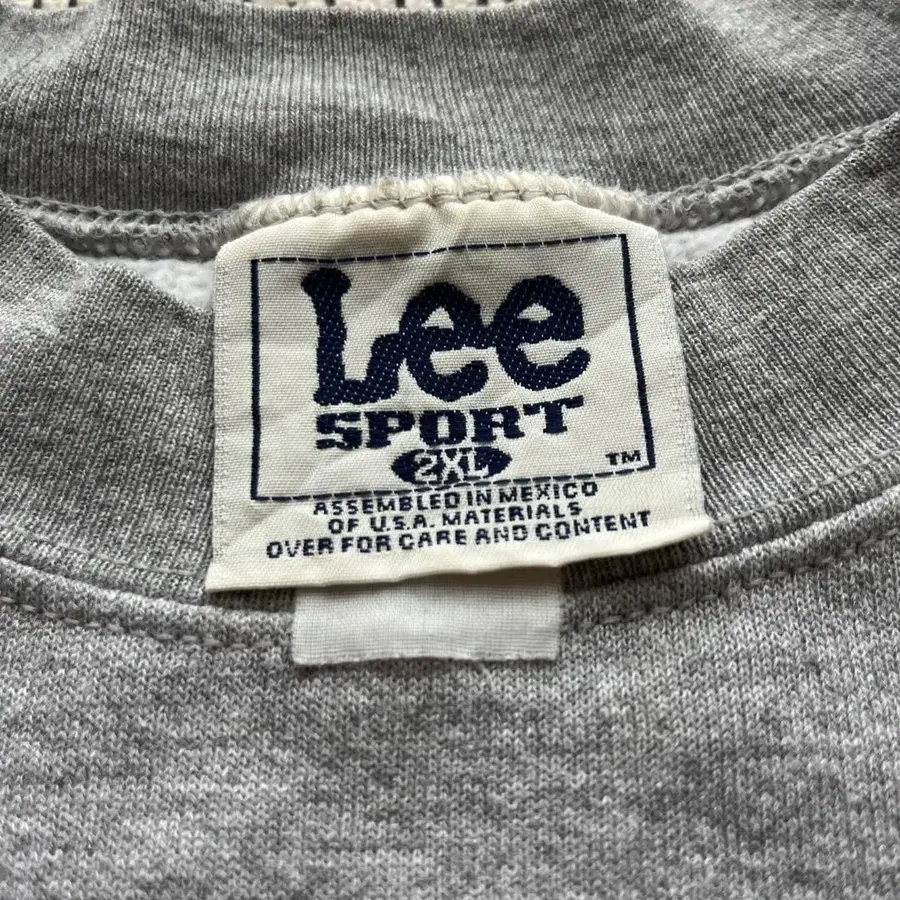 Lee
SPORT
2XL
TM
ASSEMBLED IN MEXICO
OF U.S.A. MATERIALS
OVER FOR CARE AND CONTENT